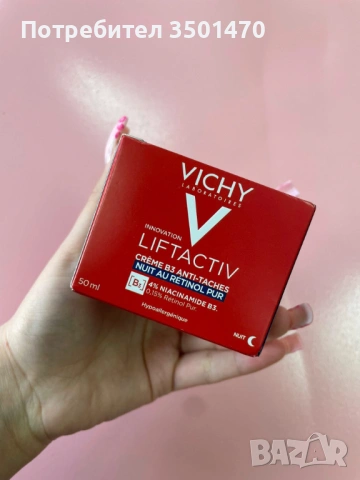 Потребител 3501470
VICHY
LABORATOIRES
INNOVATION
LIFTACTIV
CRÈME B3 ANTI-TACHES
NUIT AU RETINOL PUR
[B3]
4% NIACINAMIDE B3.
0.15% Retinol Pur.
Hypoallergénique
50 ml
NUIT
BAZAR